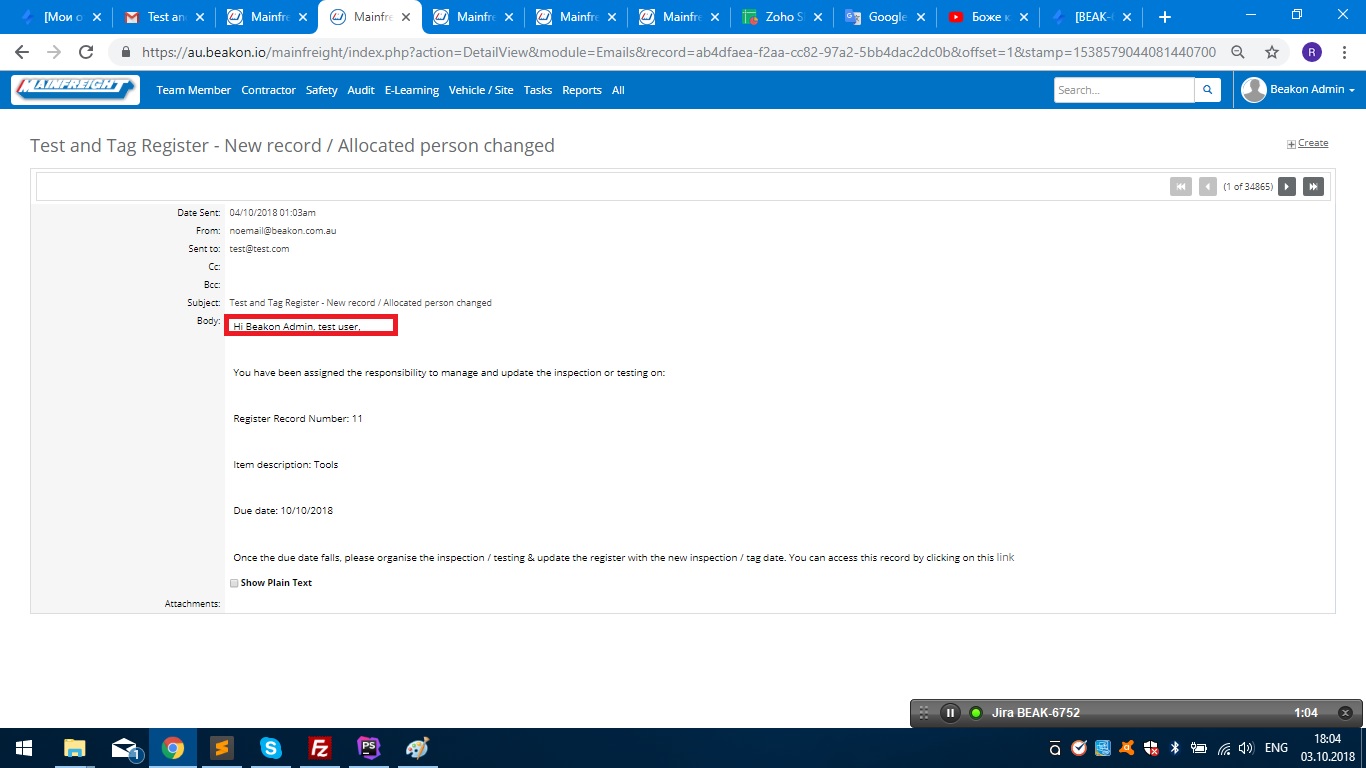 [Мои о
Test an
Mainfre
Mainfre
Mainfre
Mainfre
Mainfre
Zoho S
Google
Боже к
[BEAK-
https://au.beakon.io/mainfreight/index.php?action=DetailView&module=Emails&record=ab4dfaea-f2aa-cc82-97a2-5bb4dac2dc0b&offset=1&stamp=1538579044081440700
R
MAINFREIGHT
Team Member Contractor Safety Audit E-Learning Vehicle / Site Tasks Reports All
Search...
Beakon Admin
Test and Tag Register - New record / Allocated person changed
Create
(1 of 34865)
Date Sent: 04/10/2018 01:03am
From: noemail@beakon.com.au
Sent to: test@test.com
Cc:
Bcc:
Subject: Test and Tag Register - New record / Allocated person changed
Body: Hi Beakon Admin, test user,
You have been assigned the responsibility to manage and update the inspection or testing on:
Register Record Number: 11
Item description: Tools
Due date: 10/10/2018
Once the due date falls, please organise the inspection / testing & update the register with the new inspection / tag date. You can access this record by clicking on this link
Show Plain Text
Attachments:
Jira BEAK-6752 1:04
1
S
Fz
PS
ENG
18:04
03.10.2018